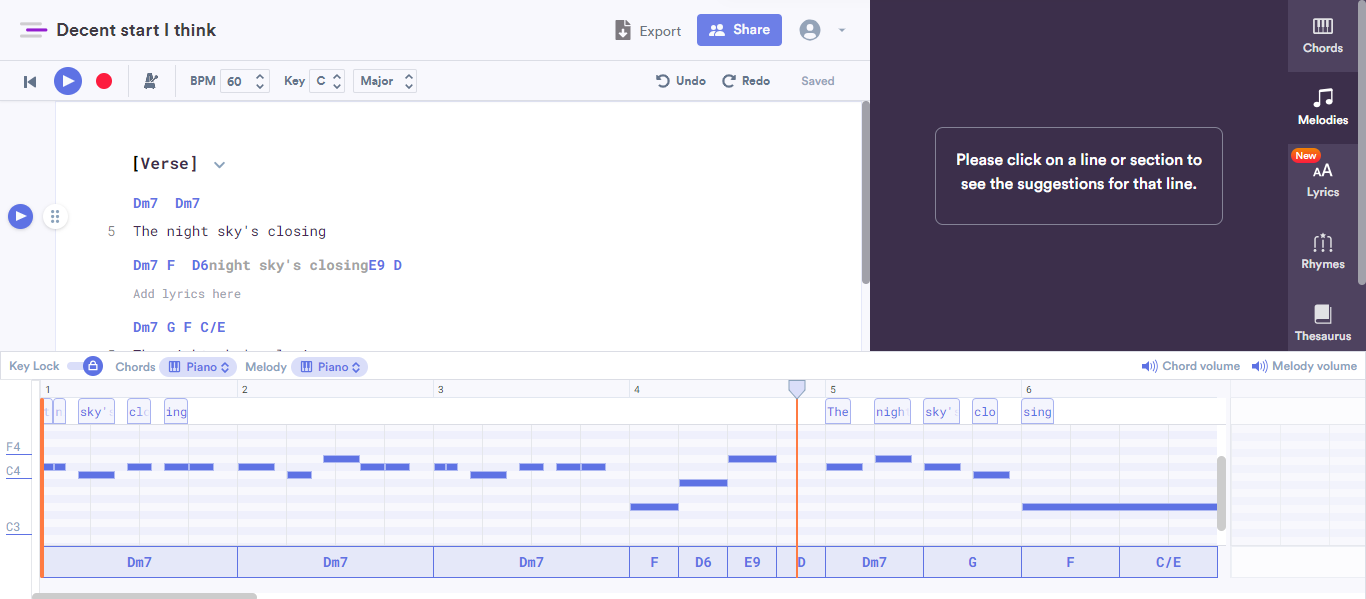 Decent start I think
Export
Share
BPM 60 Key C Major
Undo Redo Saved
[Verse]
Dm7 Dm7
5 The night sky's closing
Dm7 F D6night sky's closingE9 D
Add lyrics here
Dm7 G F C/E
Please click on a line or section to
see the suggestions for that line.
Chords
Melodies
New
AA
Lyrics
Rhymes
Thesaurus
Key Lock Chords Piano Melody Piano Chord volume Melody volume
1 2 3 4 5 6
t n sky's clo ing The nigh sky' clo sing
F4
C4
C3
Dm7 Dm7 Dm7 F D6 E9 D Dm7 G F C/E